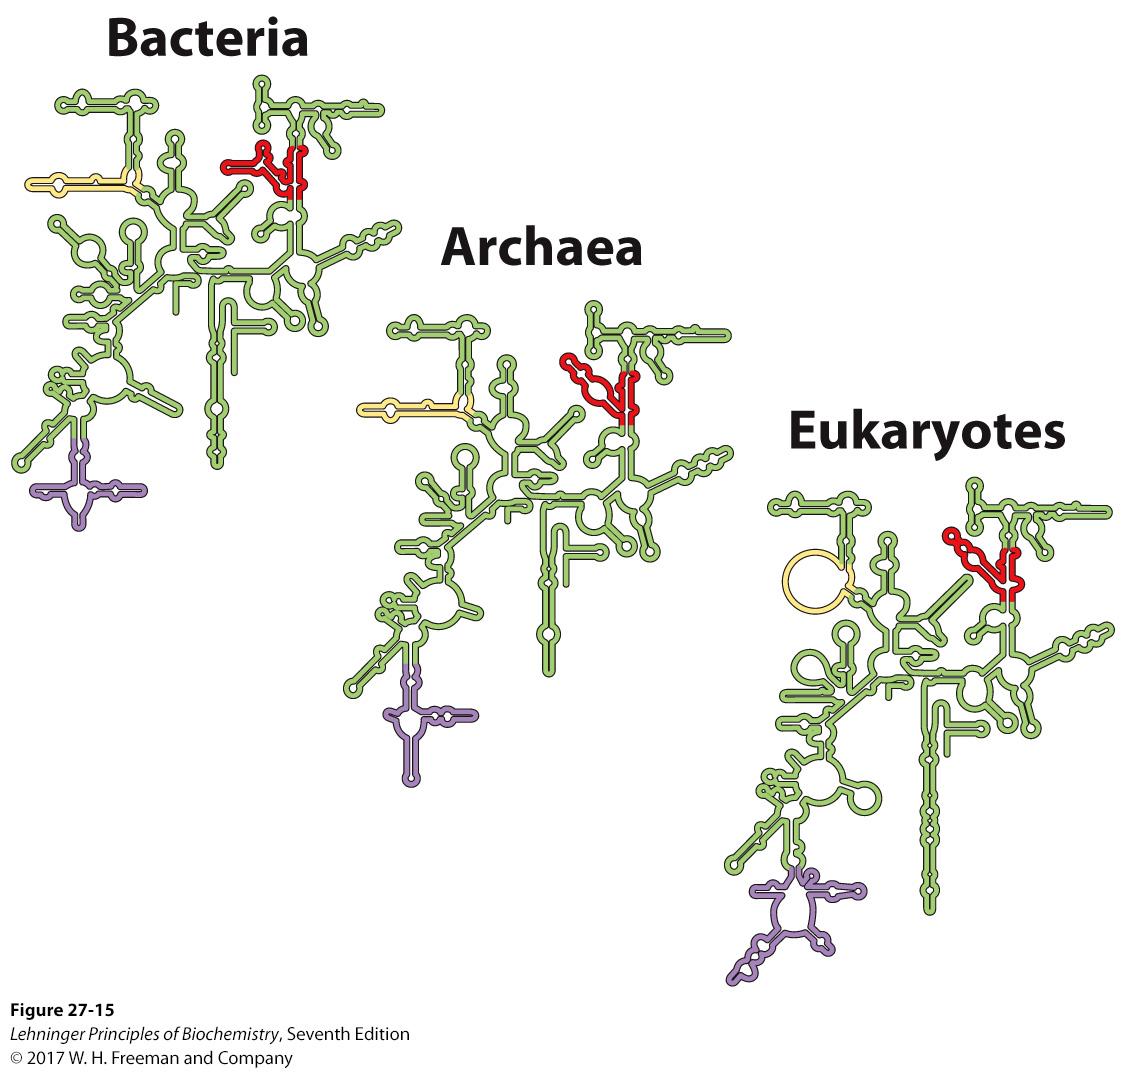 Bacteria
Archaea
Eukaryotes
Figure 27-15
Lehninger Principles of Biochemistry, Seventh Edition
© 2017 W. H. Freeman and Company